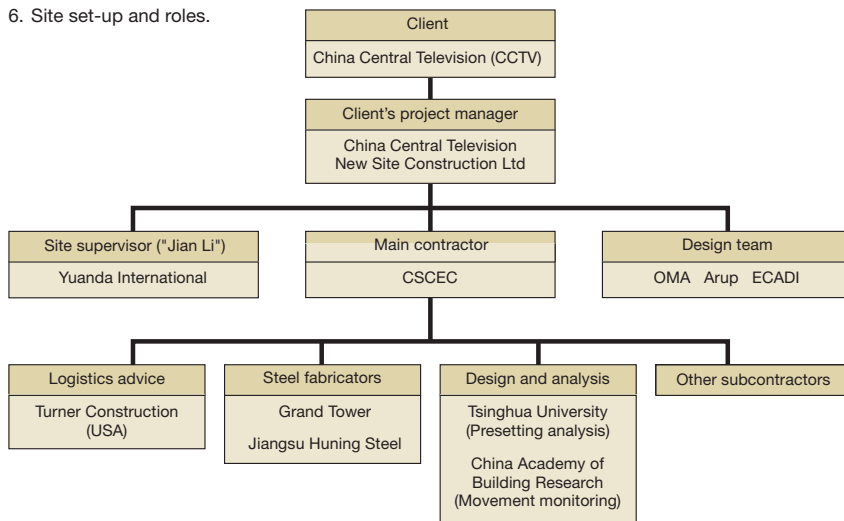 6. Site set-up and roles.
Client
China Central Television (CCTV)
Client's project manager
China Central Television
New Site Construction Ltd
Site supervisor ("Jian Li")
Yuanda International
Main contractor
CSCEC
Design team
OMA Arup ECADI
Logistics advice
Turner Construction
(USA)
Steel fabricators
Grand Tower
Jiangsu Huning Steel
Design and analysis
Tsinghua University
(Presetting analysis)
China Academy of
Building Research
(Movement monitoring)
Other subcontractors